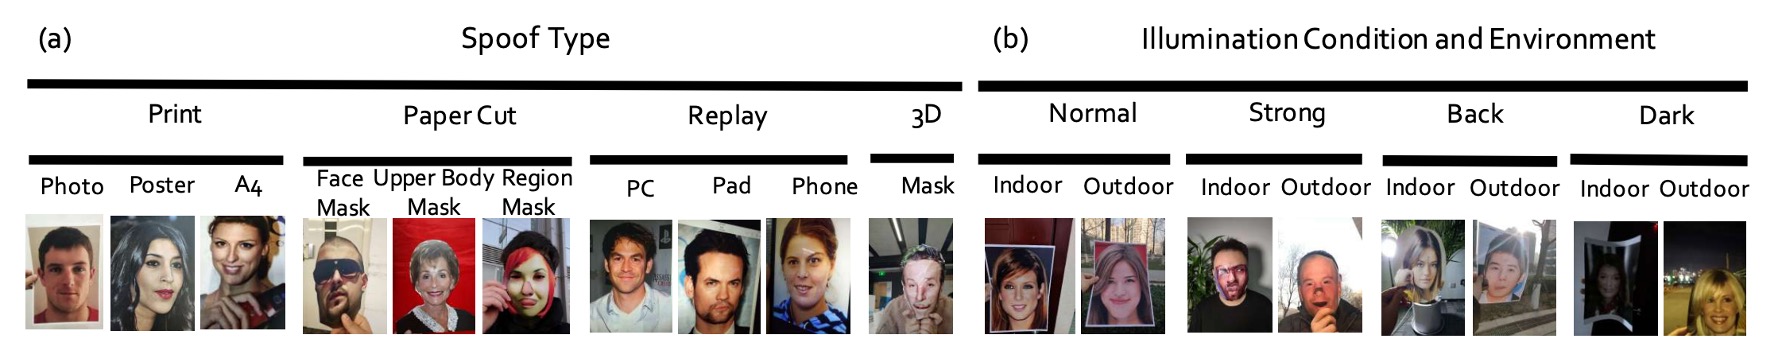 (a) Spoof Type (b) Illumination Condition and Environment
Print Paper Cut Replay 3D Normal Strong Back Dark
Photo Poster A4 Face Mask Upper Body Mask Region Mask PC Pad Phone Mask Indoor Outdoor Indoor Outdoor Indoor Outdoor Indoor Outdoor